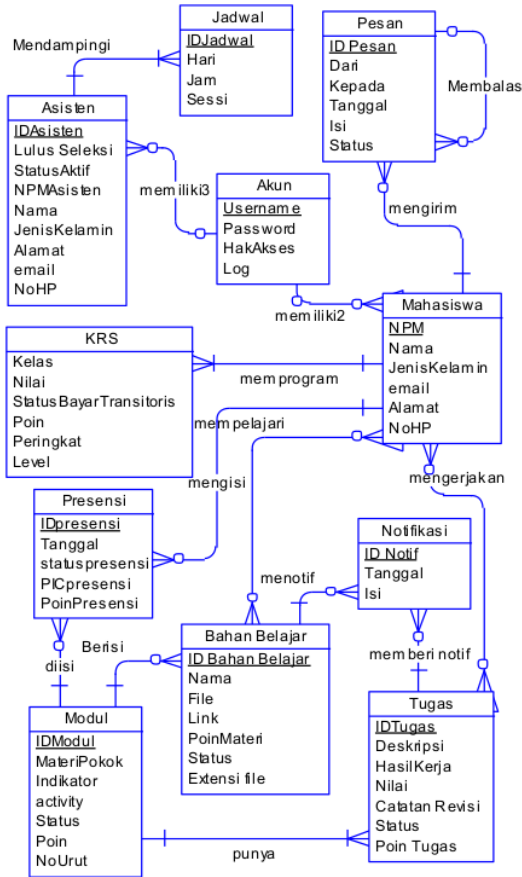 Jadwal
IDJadwal
Hari
Jam
Sessi
Pesan
ID Pesan
Dari
Kepada
Tanggal
Isi
Status
Mendampingi
Membalas
Asisten
IDAsisten
Lulus Seleksi
StatusAktif
NPMAsisten
Nama
JenisKelamin
Alamat
email
NoHP
memiliki3
Akun
Username
Password
HakAkses
Log
mengirim
memiliki2
Mahasiswa
NPM
Nama
JenisKelamin
email
Alamat
NoHP
KRS
Kelas
Nilai
StatusBayarTransitoris
Poin
Peringkat
Level
memprogram
mempelajari
mengisi
mengerjakan
Presensi
IDpresensi
Tanggal
statuspresensi
PICpresensi
PoinPresensi
Notifikasi
ID Notif
Tanggal
Isi
menotif
Berisi
diisi
Bahan Belajar
ID Bahan Belajar
Nama
File
Link
PoinMateri
Status
Extensi file
memberi notif
Modul
IDModul
MateriPokok
Indikator
activity
Status
Poin
NoUrut
Tugas
IDTugas
Deskripsi
HasilKerja
Nilai
Catatan Revisi
Status
Poin Tugas
punya